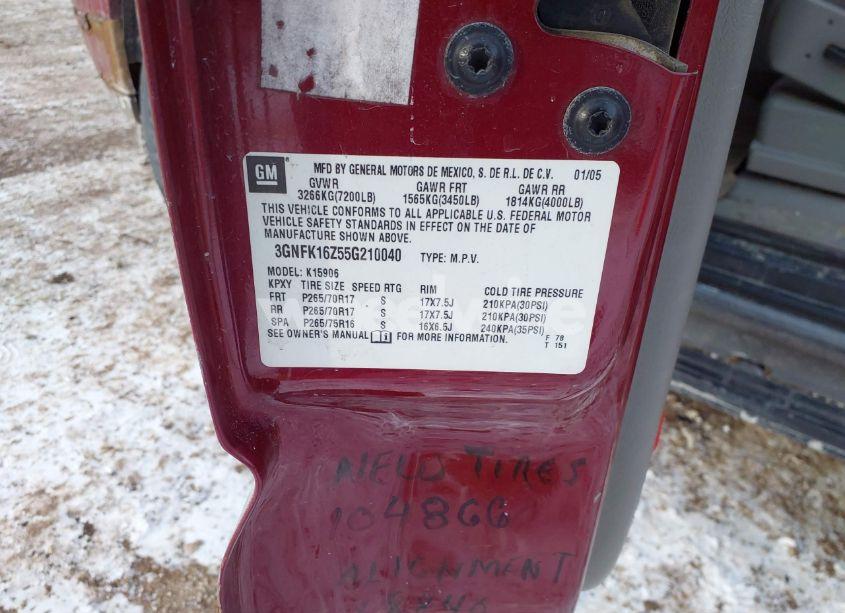 GM
MFD BY GENERAL MOTORS DE MEXICO, S. DE R.L. DE C.V. 01/05
GVWR GAWR FRT GAWR RR
3266KG(7200LB) 1565KG(3450LB) 1814KG(4000LB)
THIS VEHICLE CONFORMS TO ALL APPLICABLE U.S. FEDERAL MOTOR
VEHICLE SAFETY STANDARDS IN EFFECT ON THE DATE OF
MANUFACTURE SHOWN ABOVE.
3GNFK16Z55G210040 TYPE: M.P.V.
MODEL: K15906
KPXY TIRE SIZE SPEED RTG RIM COLD TIRE PRESSURE
FRT P265/70R17 S 17X7.5J 210KPA(30PSI)
RR P265/70R17 S 17X7.5J 210KPA(30PSI)
SPA P265/75R16 S 16X6.5J 240KPA(35PSI)
SEE OWNER'S MANUAL FOR MORE INFORMATION.
F 78
T 151
TIRES
104866
ALIGNMENT